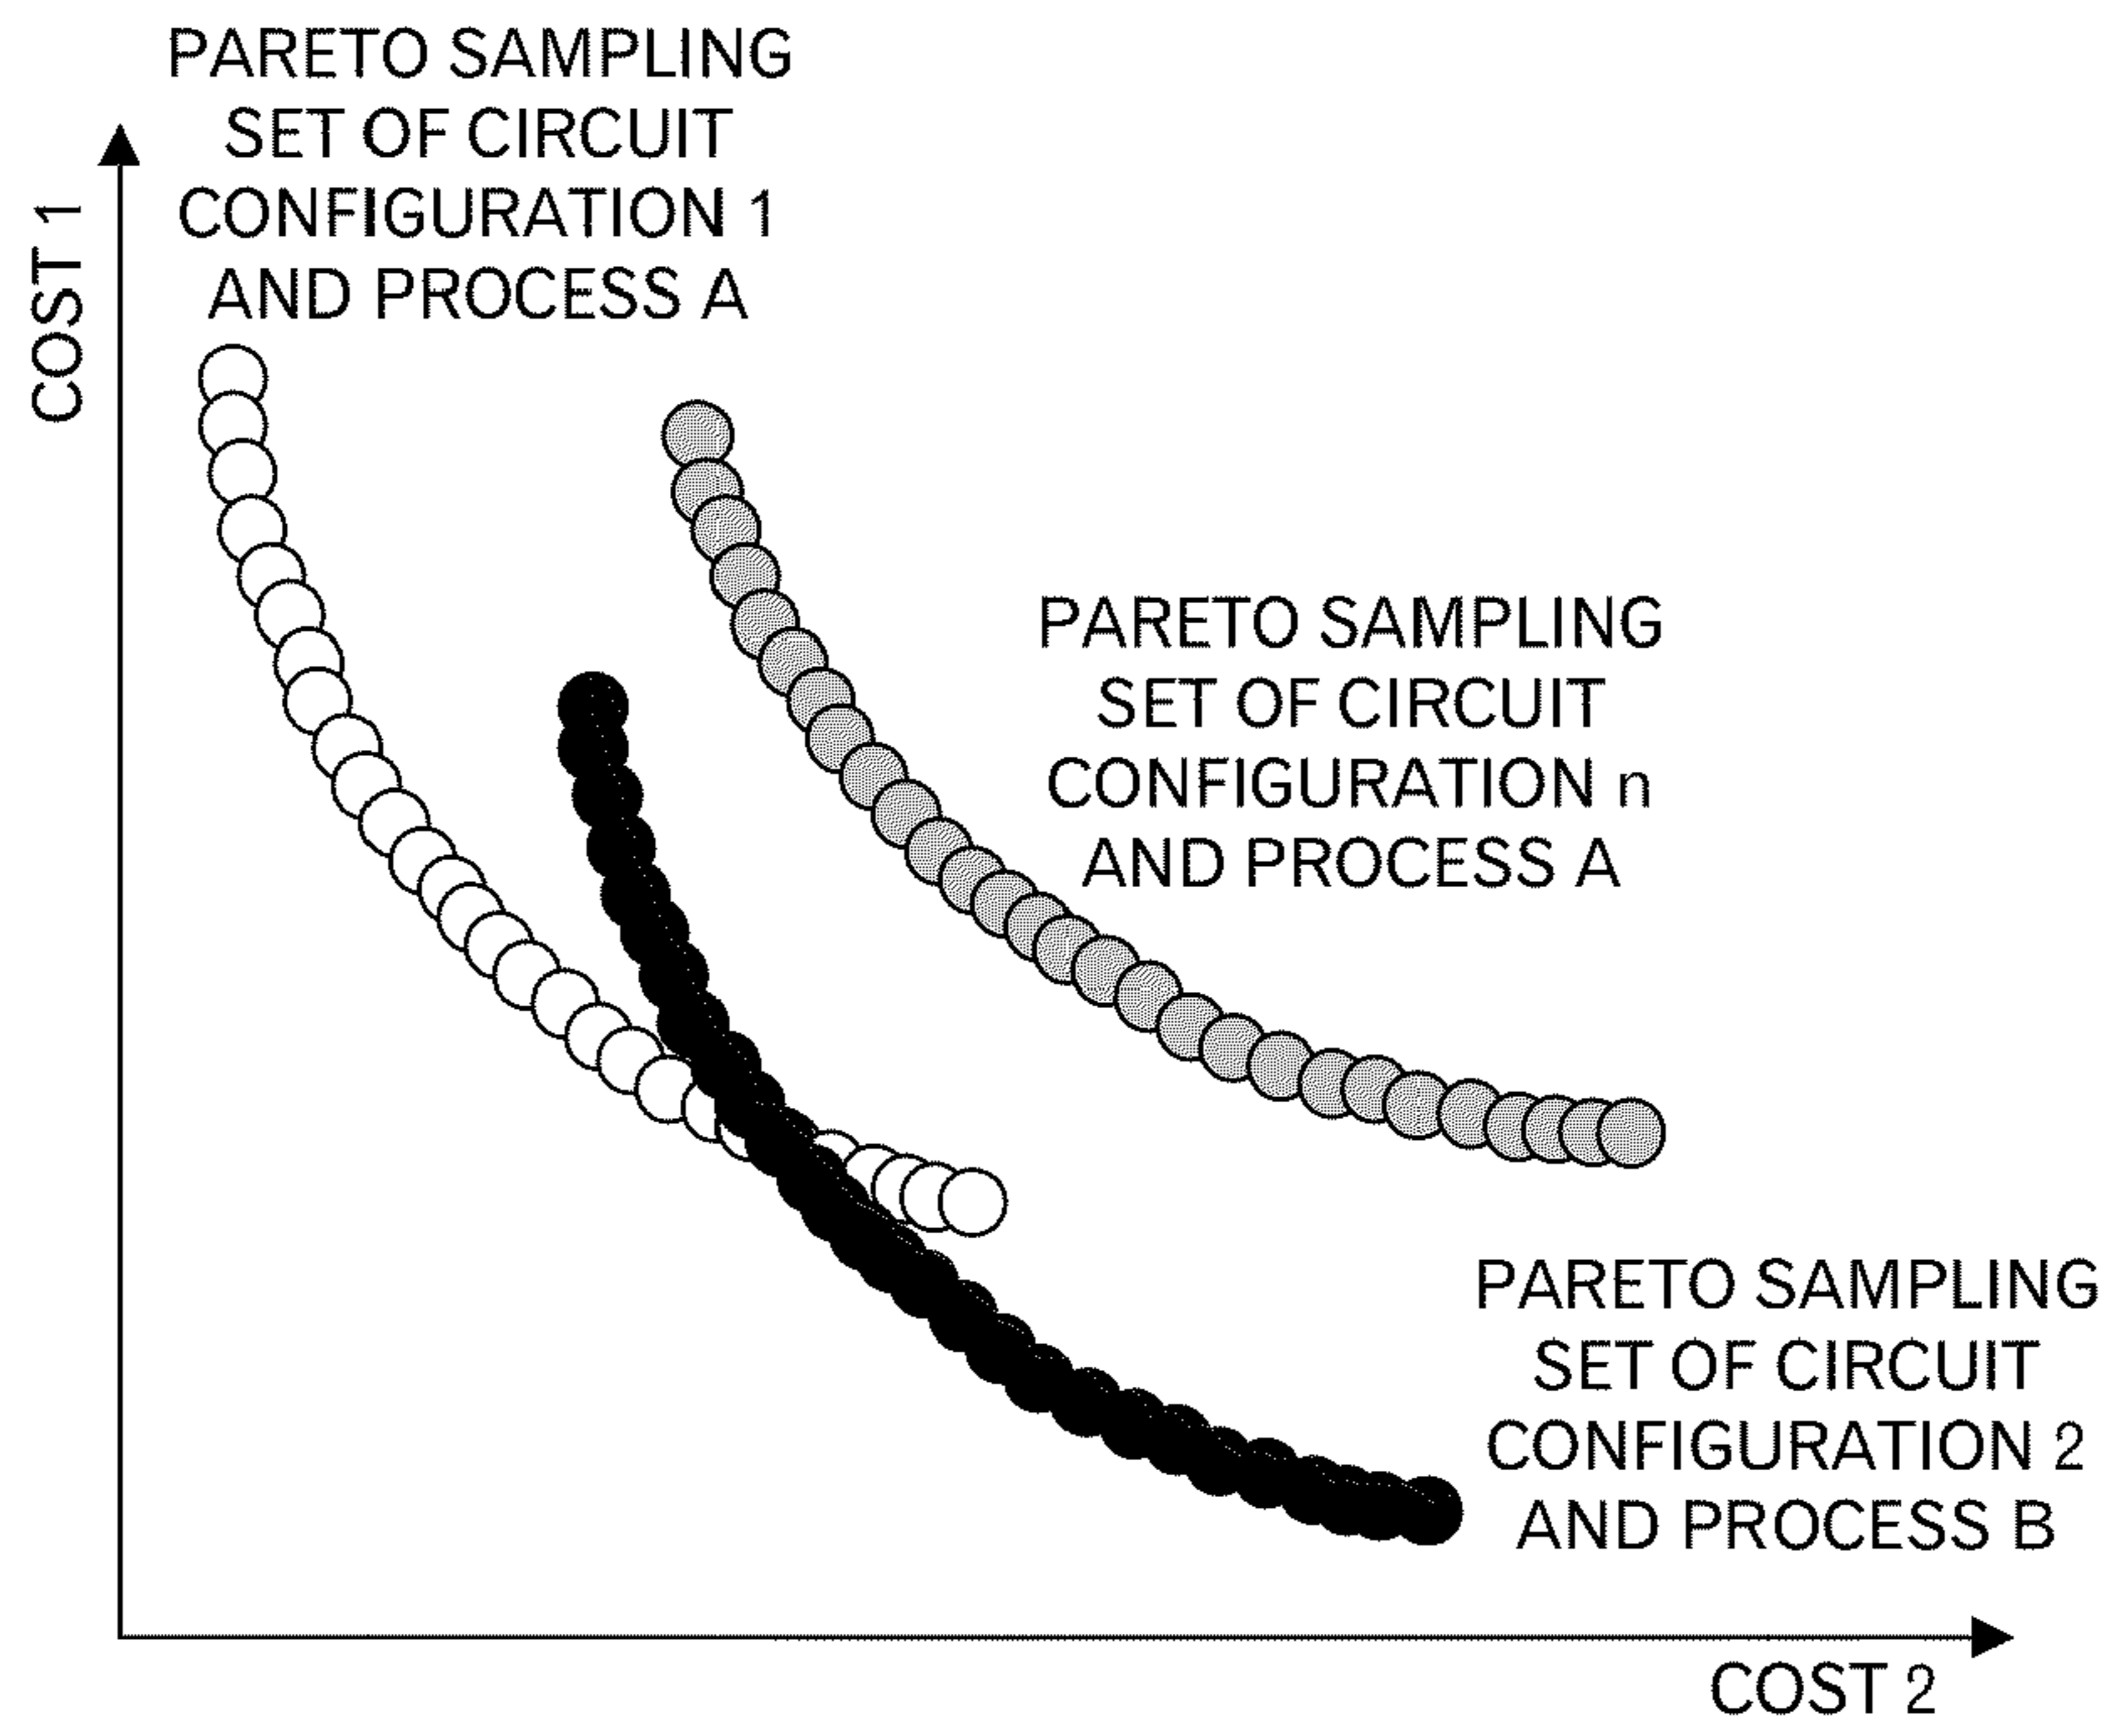 PARETO SAMPLING
SET OF CIRCUIT
CONFIGURATION 1
AND PROCESS A
COST 1
PARETO SAMPLING
SET OF CIRCUIT
CONFIGURATION n
AND PROCESS A
PARETO SAMPLING
SET OF CIRCUIT
CONFIGURATION 2
AND PROCESS B
COST 2